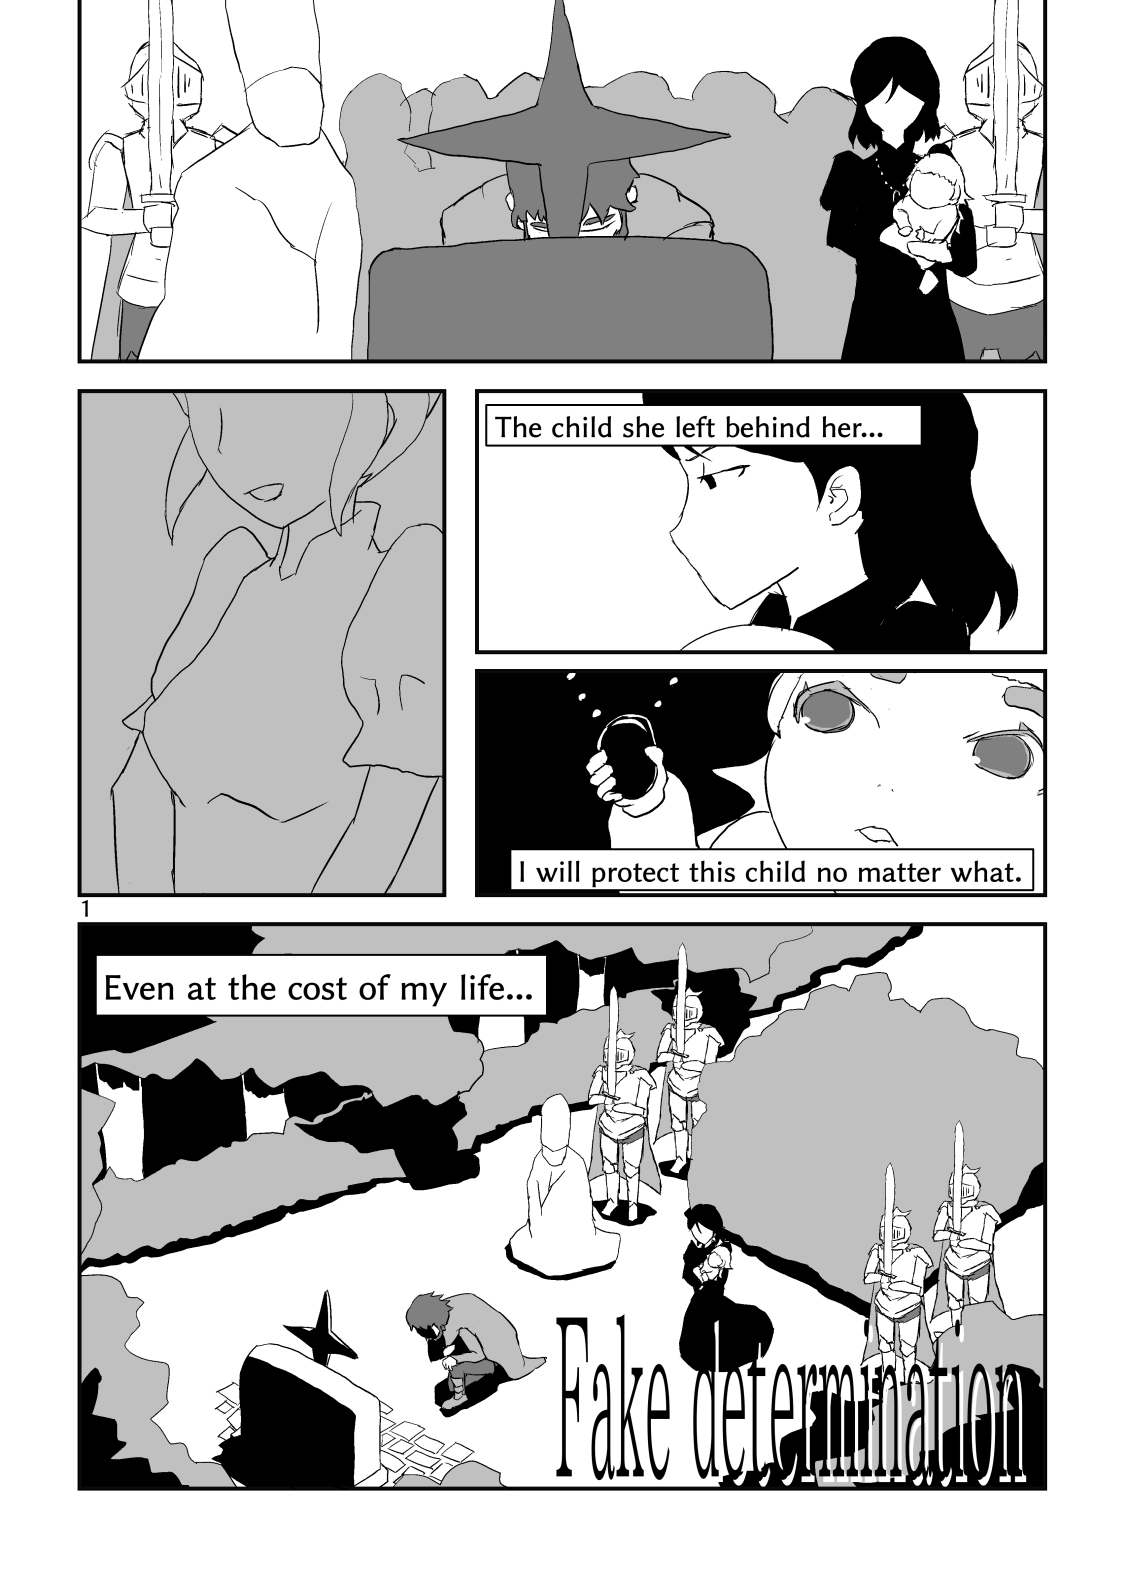 The child she left behind her...
I will protect this child no matter what.
1
Even at the cost of my life...
Fake determination